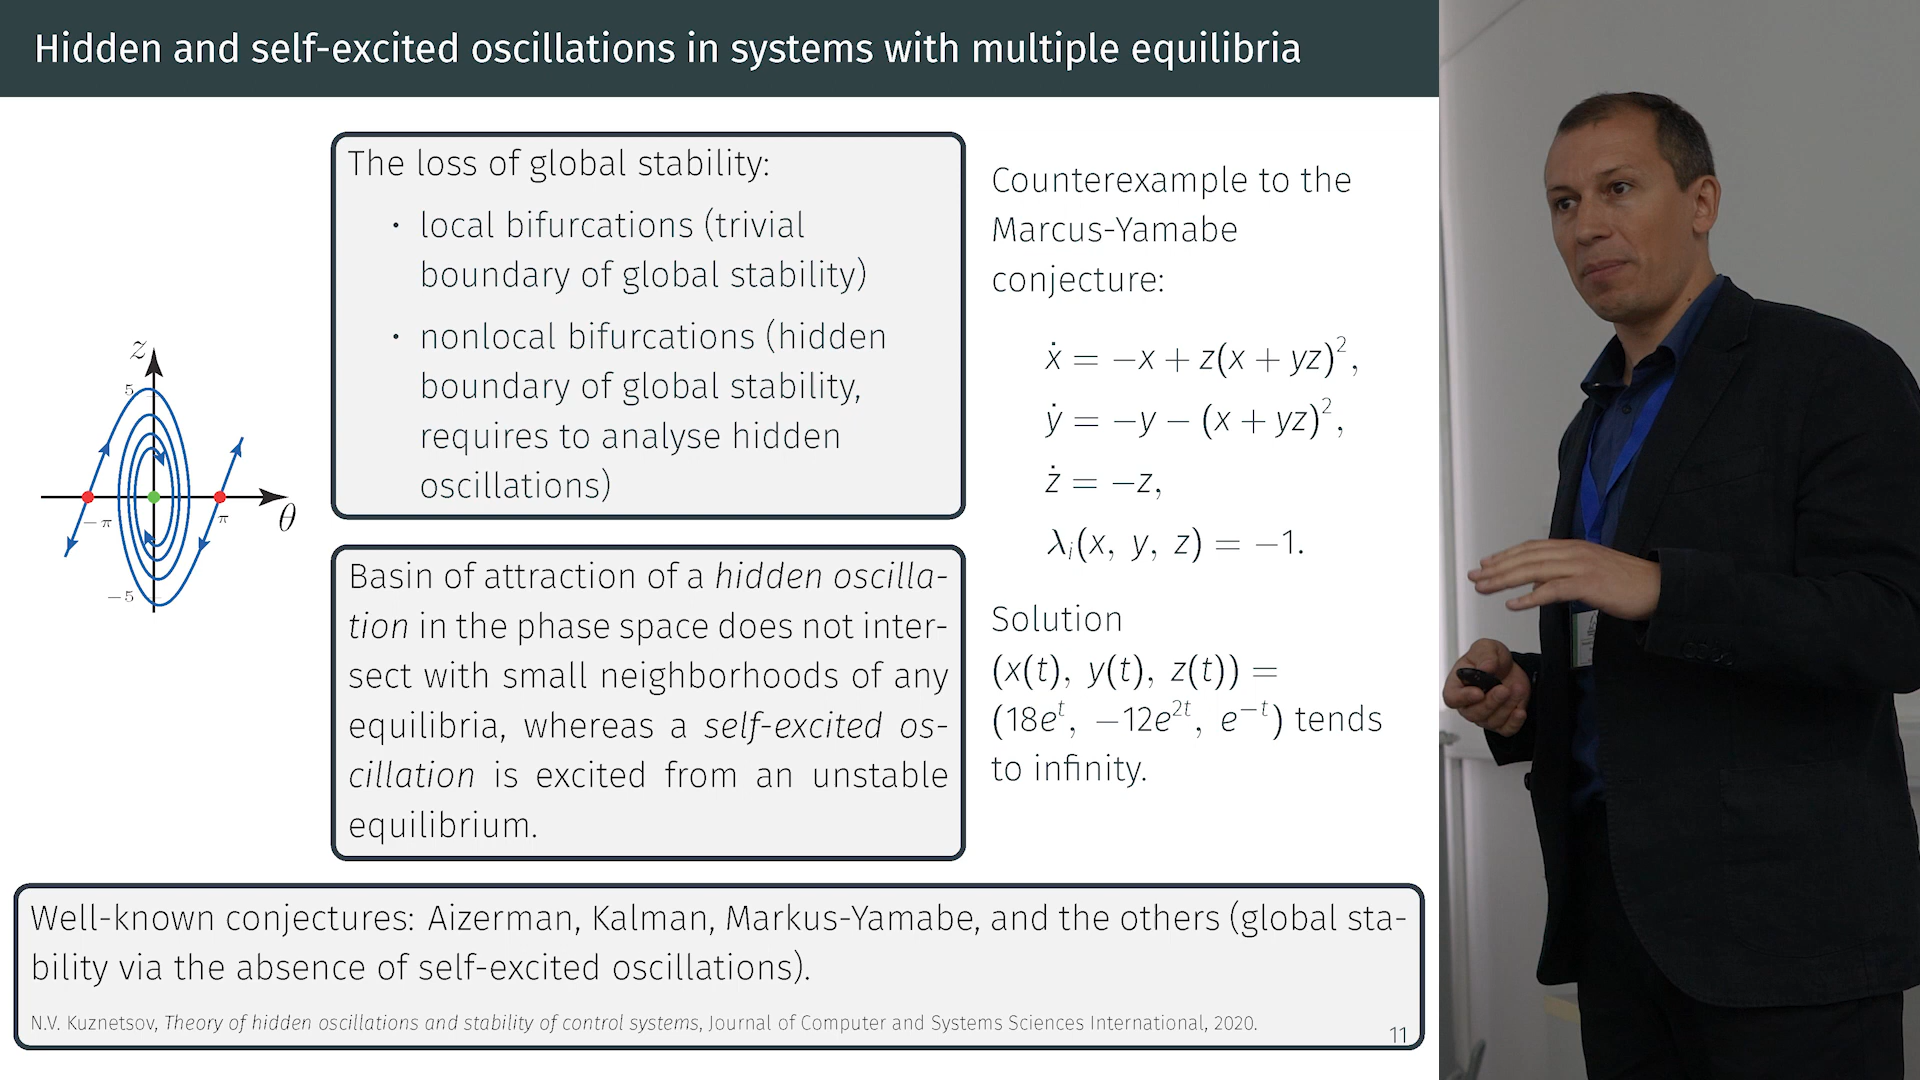 Hidden and self-excited oscillations in systems with multiple equilibria
z
5
−π
π
θ
−5
The loss of global stability:
· local bifurcations (trivial
boundary of global stability)
· nonlocal bifurcations (hidden
boundary of global stability,
requires to analyse hidden
oscillations)
Basin of attraction of a hidden oscilla-
tion in the phase space does not inter-
sect with small neighborhoods of any
equilibria, whereas a self-excited os-
cillation is excited from an unstable
equilibrium.
Counterexample to the
Marcus-Yamabe
conjecture:
ẋ = −x + z(x + yz)²,
ẏ = −y − (x + yz)²,
ż = −z,
λᵢ(x, y, z) = −1.
Solution
(x(t), y(t), z(t)) =
(18eᵗ, −12e²ᵗ, e⁻ᵗ) tends
to infinity.
Well-known conjectures: Aizerman, Kalman, Markus-Yamabe, and the others (global sta-
bility via the absence of self-excited oscillations).
N.V. Kuznetsov, Theory of hidden oscillations and stability of control systems, Journal of Computer and Systems Sciences International, 2020.
11